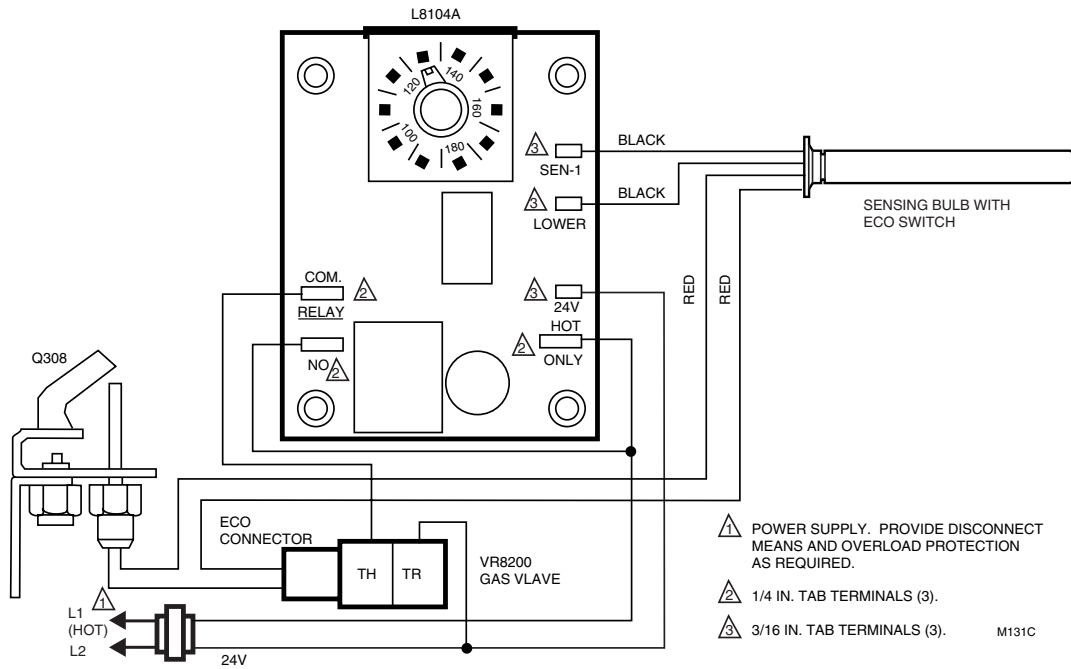 L8104A
120
140
160
180
100
3
BLACK
SEN-1
3
BLACK
LOWER
SENSING BULB WITH
ECO SWITCH
RED
RED
COM.
2
RELAY
3
24V
HOT
2
ONLY
NO
2
Q308
ECO
CONNECTOR
TH
TR
VR8200
GAS VLAVE
1
L1
(HOT)
L2
24V
1 POWER SUPPLY. PROVIDE DISCONNECT
MEANS AND OVERLOAD PROTECTION
AS REQUIRED.
2 1/4 IN. TAB TERMINALS (3).
3 3/16 IN. TAB TERMINALS (3).
M131C